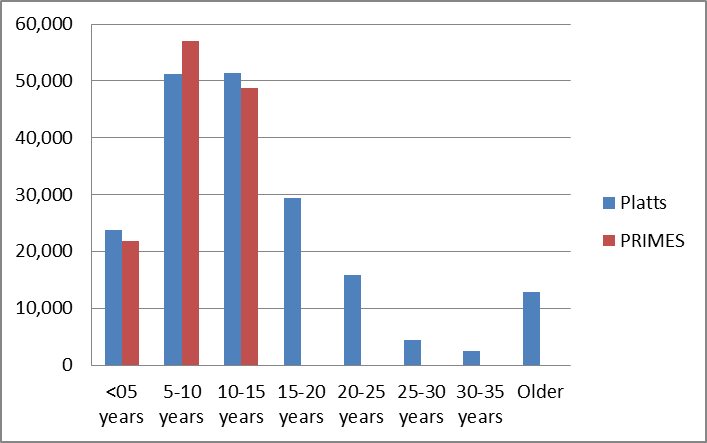 60,000
50,000
40,000
30,000
20,000
10,000
0
<05 5-10 10-15 15-20 20-25 25-30 30-35 Older
years years years years years years years
Platts
PRIMES